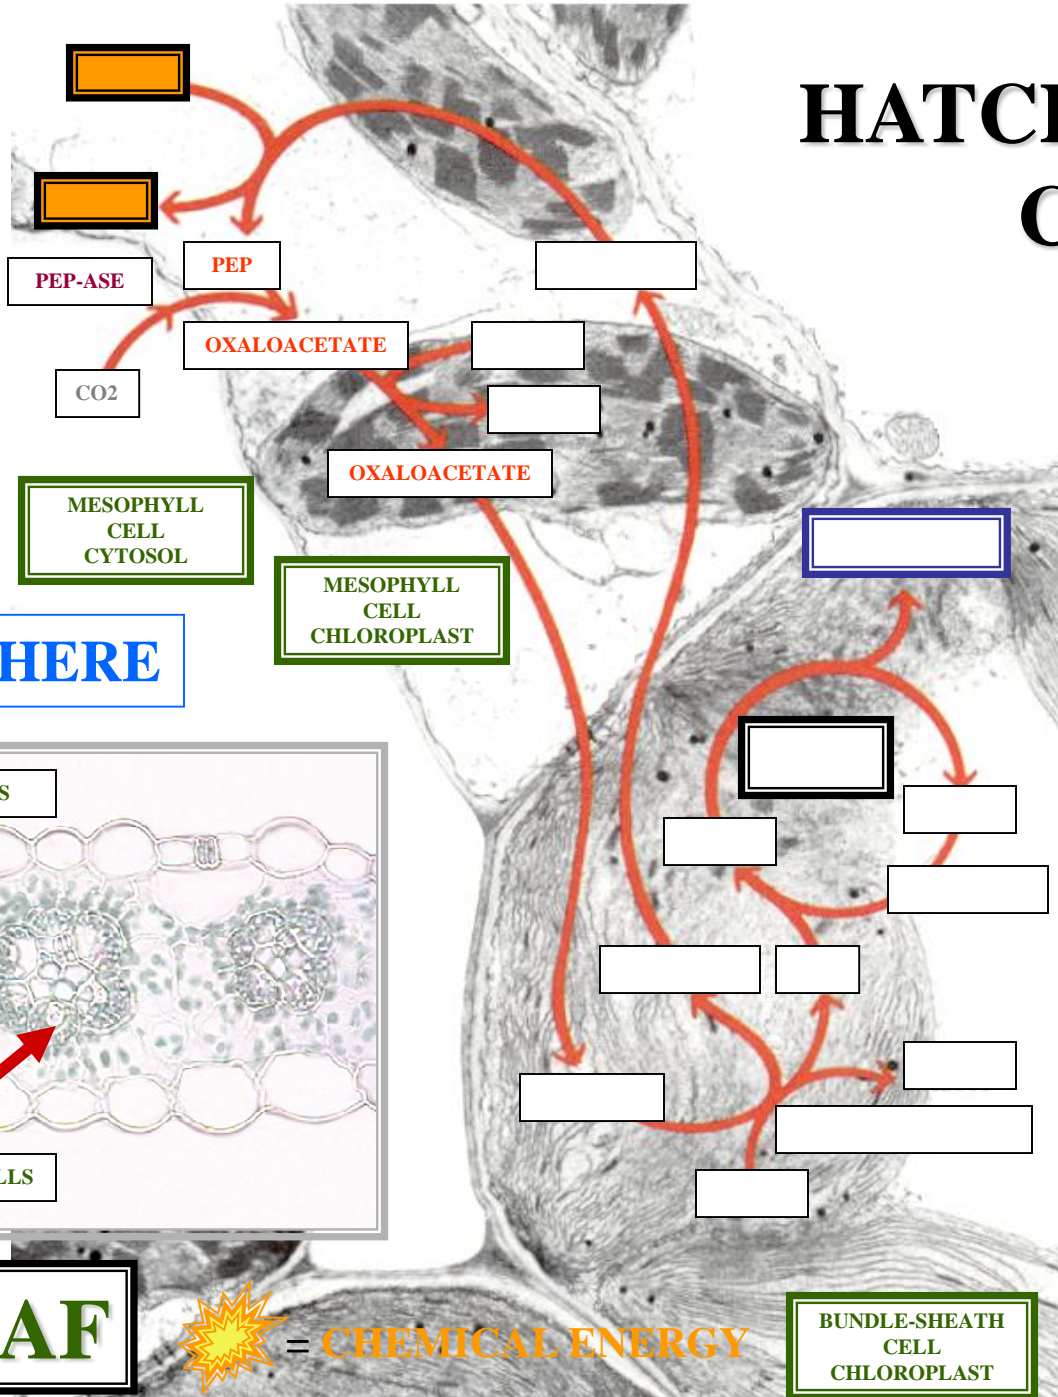 HATCH
C
PEP-ASE
PEP
OXALOACETATE
CO2
OXALOACETATE
MESOPHYLL
CELL
CYTOSOL
MESOPHYLL
CELL
CHLOROPLAST
HERE
S
LLS
AF
= CHEMICAL ENERGY
BUNDLE-SHEATH
CELL
CHLOROPLAST